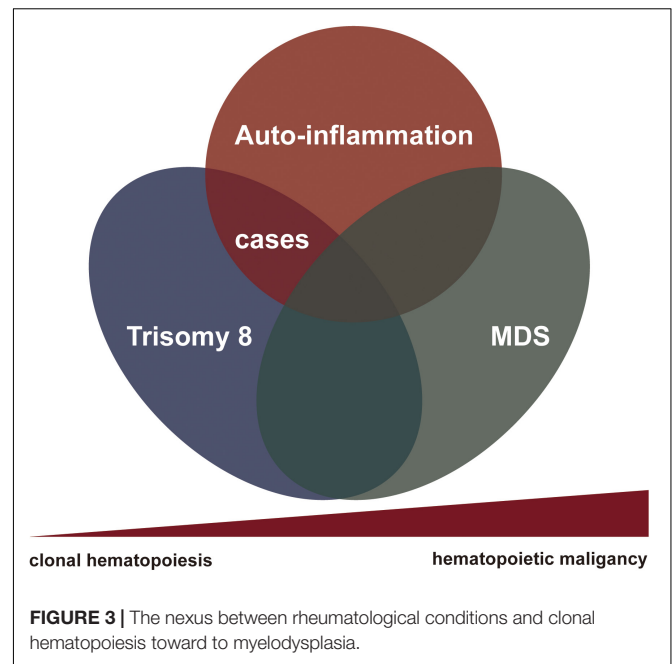 Auto-inflammation
cases
Trisomy 8
MDS
clonal hematopoiesis
hematopoietic maligancy
FIGURE 3 | The nexus between rheumatological conditions and clonal
hematopoiesis toward to myelodysplasia.